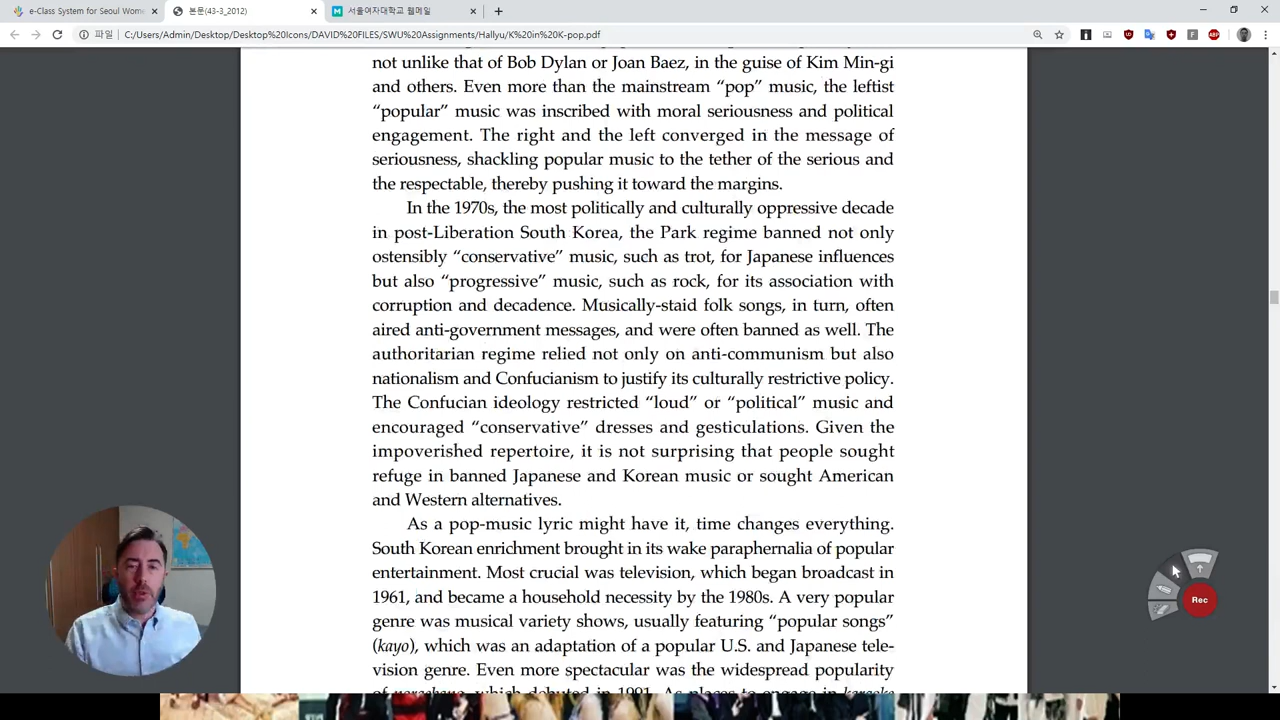 e-Class System for Seoul Wome
본문(43-3_2012)
서울여자대학교 웹메일
파일
C:/Users/Admin/Desktop/Desktop%20Icons/DAVID%20FILES/SWU%20Assignments/Hallyu/K%20in%20K-pop.pdf
not unlike that of Bob Dylan or Joan Baez, in the guise of Kim Min-gi
and others. Even more than the mainstream “pop” music, the leftist
“popular” music was inscribed with moral seriousness and political
engagement. The right and the left converged in the message of
seriousness, shackling popular music to the tether of the serious and
the respectable, thereby pushing it toward the margins.
In the 1970s, the most politically and culturally oppressive decade
in post-Liberation South Korea, the Park regime banned not only
ostensibly “conservative” music, such as trot, for Japanese influences
but also “progressive” music, such as rock, for its association with
corruption and decadence. Musically-staid folk songs, in turn, often
aired anti-government messages, and were often banned as well. The
authoritarian regime relied not only on anti-communism but also
nationalism and Confucianism to justify its culturally restrictive policy.
The Confucian ideology restricted “loud” or “political” music and
encouraged “conservative” dresses and gesticulations. Given the
impoverished repertoire, it is not surprising that people sought
refuge in banned Japanese and Korean music or sought American
and Western alternatives.
As a pop-music lyric might have it, time changes everything.
South Korean enrichment brought in its wake paraphernalia of popular
entertainment. Most crucial was television, which began broadcast in
1961, and became a household necessity by the 1980s. A very popular
genre was musical variety shows, usually featuring “popular songs”
(kayo), which was an adaptation of a popular U.S. and Japanese tele-
vision genre. Even more spectacular was the widespread popularity
which debuted in 1991. As places to engage in karaoke
Rec